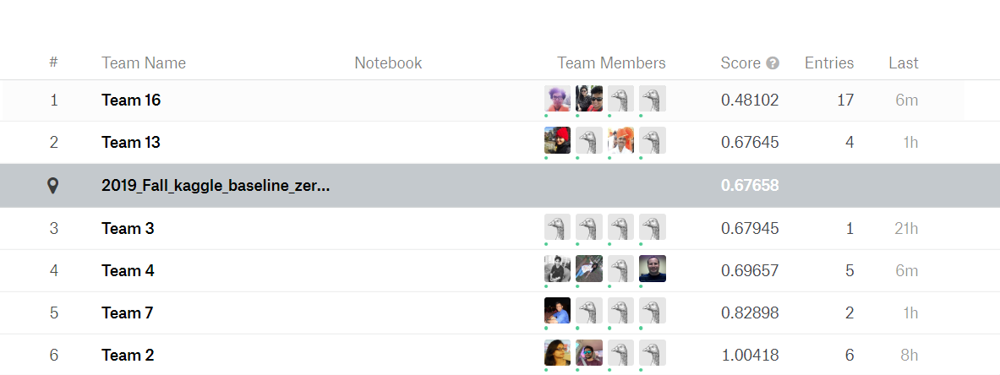 # Team Name Notebook Team Members Score ? Entries Last
1 Team 16 0.48102 17 6m
2 Team 13 0.67645 4 1h
2019_Fall_kaggle_baseline_zer... 0.67658
3 Team 3 0.67945 1 21h
4 Team 4 0.69657 5 6m
5 Team 7 0.82898 2 1h
6 Team 2 1.00418 6 8h